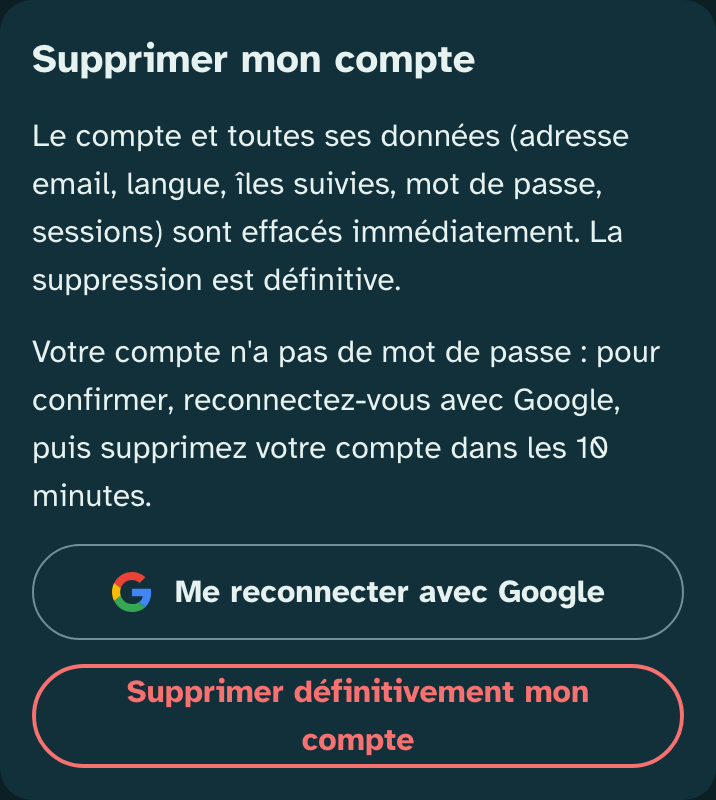 Supprimer mon compte
Le compte et toutes ses données (adresse
email, langue, îles suivies, mot de passe,
sessions) sont effacés immédiatement. La
suppression est définitive.
Votre compte n'a pas de mot de passe : pour
confirmer, reconnectez-vous avec Google,
puis supprimez votre compte dans les 10
minutes.
Me reconnecter avec Google
Supprimer définitivement mon
compte